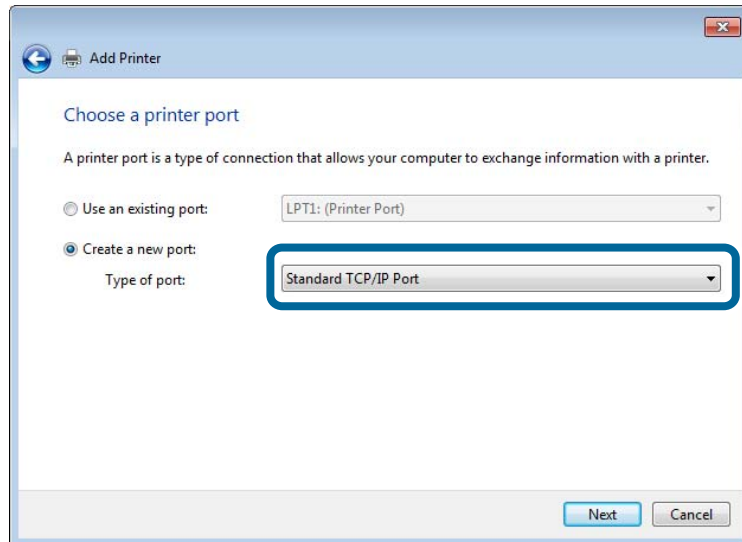 Add Printer
Choose a printer port
A printer port is a type of connection that allows your computer to exchange information with a printer.
Use an existing port: LPT1: (Printer Port)
Create a new port:
Type of port: Standard TCP/IP Port
Next Cancel